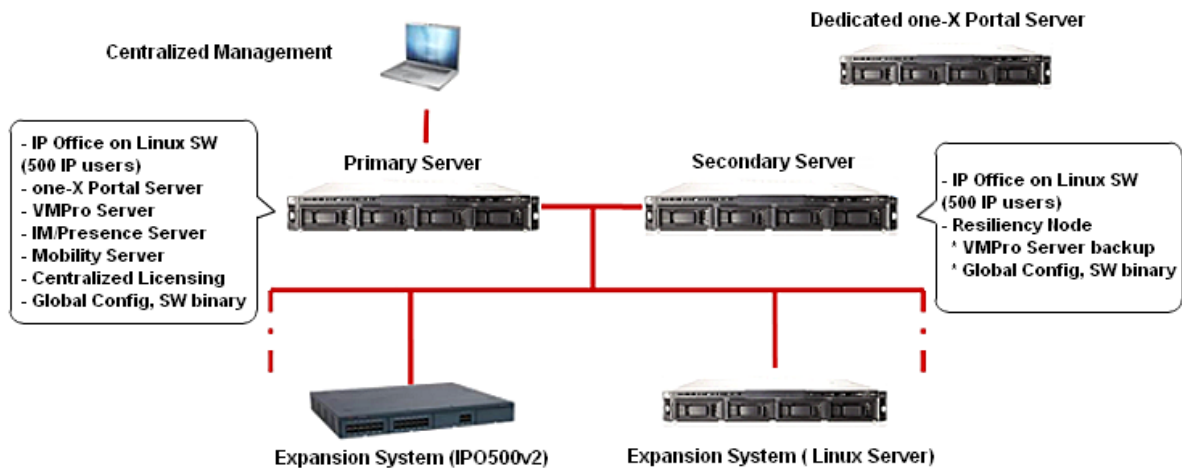 Dedicated one-X Portal Server
Centralized Management
- IP Office on Linux SW
(500 IP users)
- one-X Portal Server
- VMPro Server
- IM/Presence Server
- Mobility Server
- Centralized Licensing
- Global Config, SW binary
Primary Server
Secondary Server
- IP Office on Linux SW
(500 IP users)
- Resiliency Node
* VMPro Server backup
* Global Config, SW binary
Expansion System (IPO500v2)
Expansion System ( Linux Server)